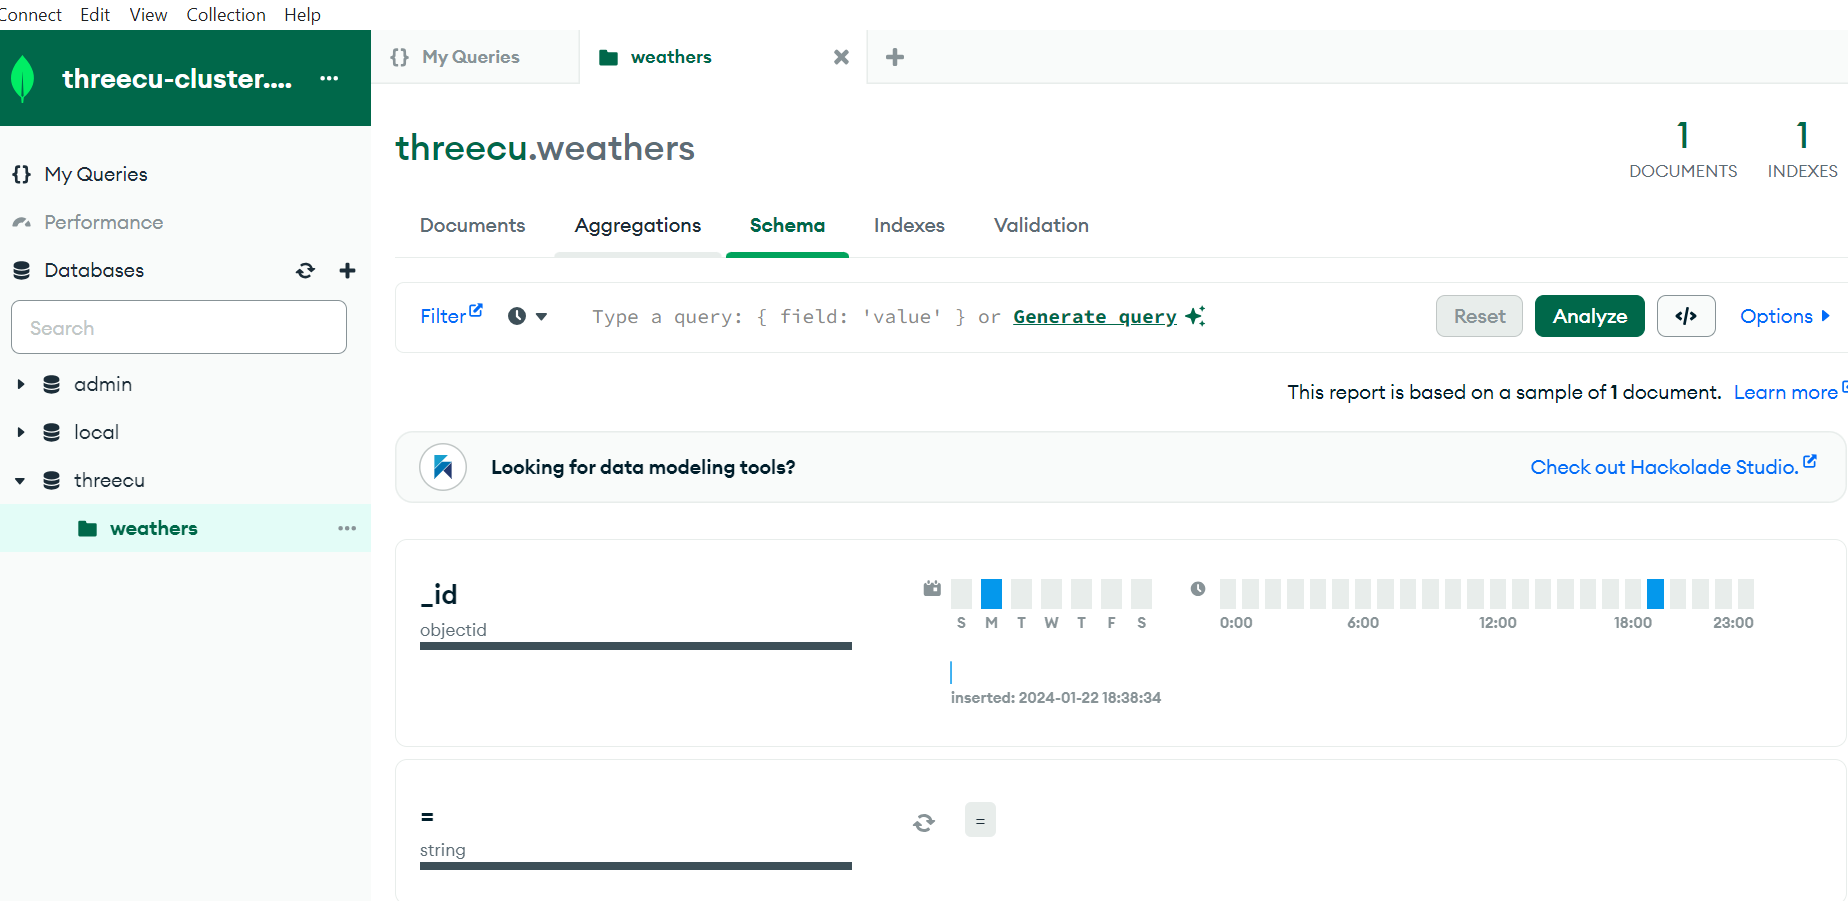 Connect Edit View Collection Help
threecu-cluster.... ...
{} My Queries
weathers
My Queries
Performance
Databases
Search
admin
local
threecu
weathers
threecu.weathers
1 DOCUMENTS
1 INDEXES
Documents Aggregations Schema Indexes Validation
Filter Type a query: { field: 'value' } or Generate query Reset Analyze </> Options
This report is based on a sample of 1 document. Learn more
Looking for data modeling tools? Check out Hackolade Studio.
_id
objectid
S M T W T F S
0:00 6:00 12:00 18:00 23:00
inserted: 2024-01-22 18:38:34
= =
string